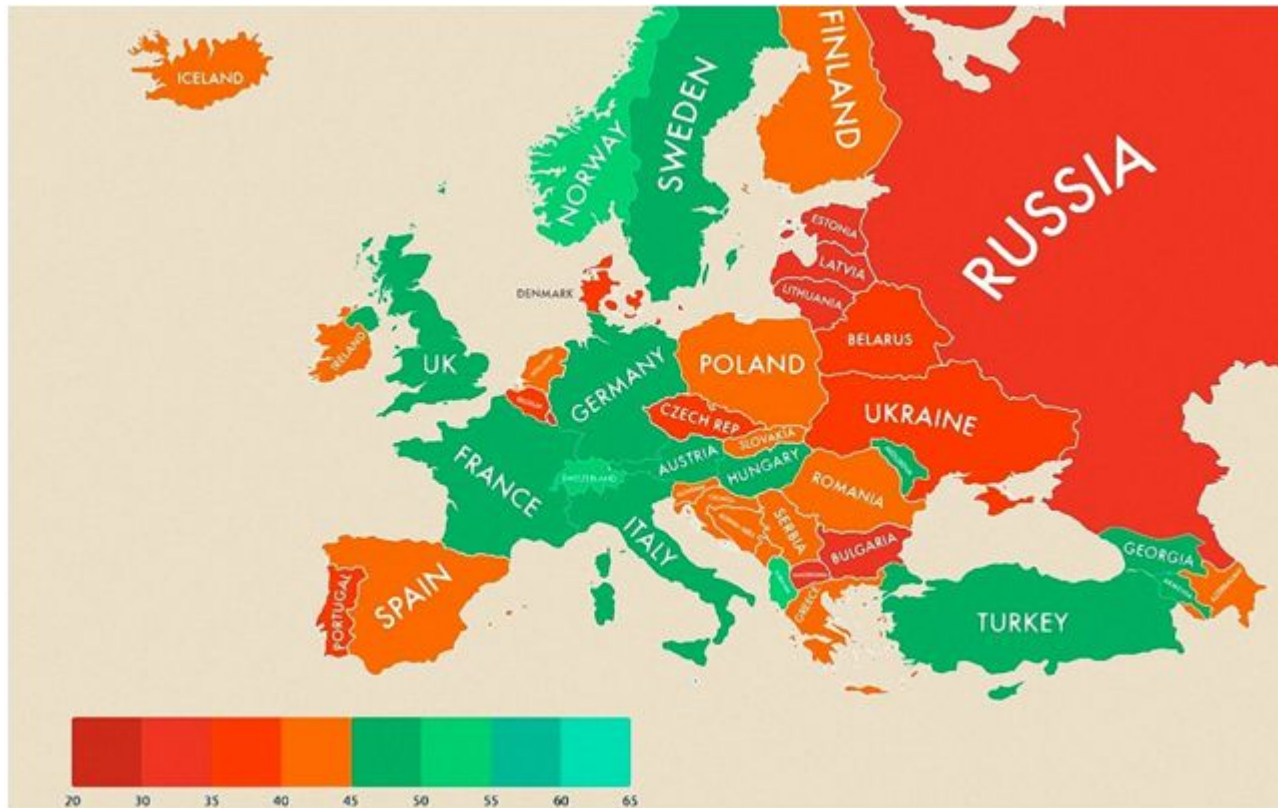 ICELAND
FINLAND
NORWAY
SWEDEN
RUSSIA
ESTONIA
LATVIA
LITHUANIA
DENMARK
BELARUS
IRELAND
UK
POLAND
GERMANY
BELGIUM
UKRAINE
CZECH REP
SLOVAKIA
FRANCE
AUSTRIA
HUNGARY
SWITZERLAND
ROMANIA
ITALY
SERBIA
BULGARIA
GEORGIA
SPAIN
PORTUGAL
GREECE
TURKEY
20 30 35 40 45 50 55 60 65